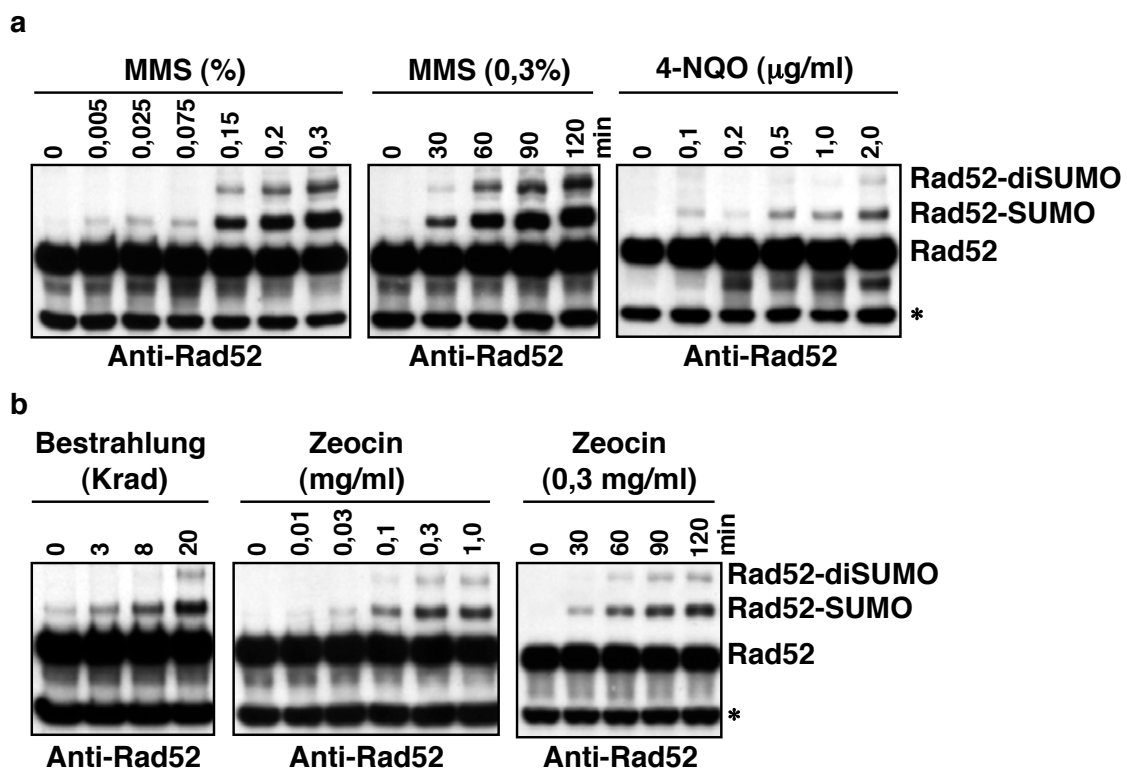 a
MMS (%)
MMS (0,3%)
4-NQO (μg/ml)
0 0,005 0,025 0,075 0,15 0,2 0,3
0 30 60 90 120 min
0 0,1 0,2 0,5 1,0 2,0
Rad52-diSUMO
Rad52-SUMO
Rad52
*
Anti-Rad52
Anti-Rad52
Anti-Rad52
b
Bestrahlung
(Krad)
Zeocin
(mg/ml)
Zeocin
(0,3 mg/ml)
0 3 8 20
0 0,01 0,03 0,1 0,3 1,0
0 30 60 90 120 min
Rad52-diSUMO
Rad52-SUMO
Rad52
*
Anti-Rad52
Anti-Rad52
Anti-Rad52